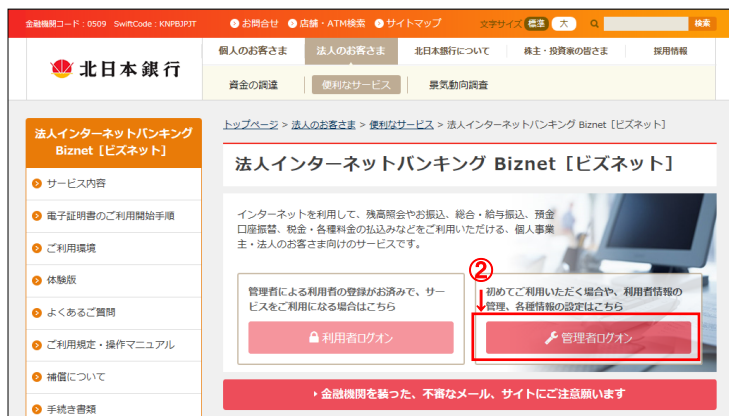 金融機関コード：0509 SwiftCode：KNPBJPJT
お問合せ 店舗・ATM検索 サイトマップ 文字サイズ 標準 大 検索
個人のお客さま 法人のお客さま 北日本銀行について 株主・投資家の皆さま 採用情報
北日本銀行
資金の調達 便利なサービス 景気動向調査
法人インターネットバンキング
Biznet［ビズネット］
サービス内容
電子証明書のご利用開始手順
ご利用環境
体験版
よくあるご質問
ご利用規定・操作マニュアル
補償について
手続き書類
トップページ > 法人のお客さま > 便利なサービス > 法人インターネットバンキング Biznet［ビズネット］
法人インターネットバンキング Biznet［ビズネット］
インターネットを利用して、残高照会やお振込、総合・給与振込、預金
口座振替、税金・各種料金の払込みなどをご利用いただける、個人事業
主・法人のお客さま向けのサービスです。
管理者による利用者の登録がお済みで、サー
ビスをご利用になる場合はこちら
利用者ログオン
②
初めてご利用いただく場合や、利用者情報の
管理、各種情報の設定はこちら
管理者ログオン
金融機関を装った、不審なメール、サイトにご注意願います